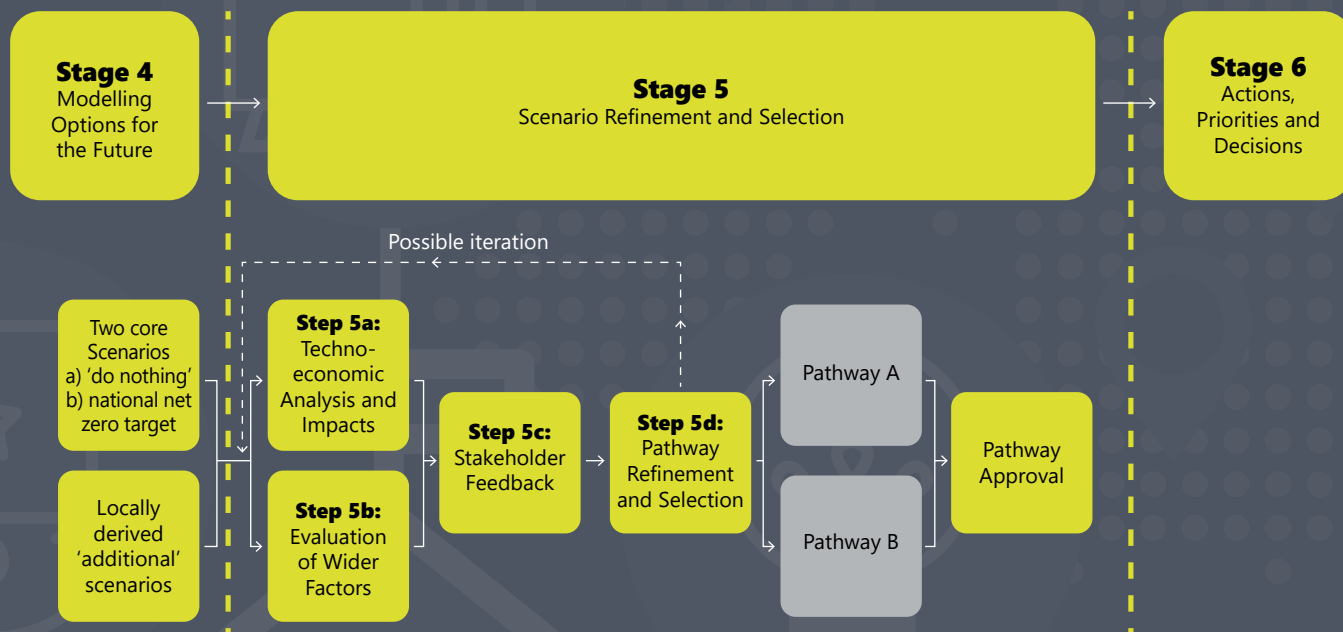 Stage 4
Modelling
Options for
the Future
Stage 5
Scenario Refinement and Selection
Stage 6
Actions,
Priorities and
Decisions
Possible iteration
Two core
Scenarios
a) ‘do nothing’
b) national net
zero target
Locally
derived
‘additional’
scenarios
Step 5a:
Techno-
economic
Analysis and
Impacts
Step 5b:
Evaluation
of Wider
Factors
Step 5c:
Stakeholder
Feedback
Step 5d:
Pathway
Refinement
and Selection
Pathway A
Pathway B
Pathway
Approval